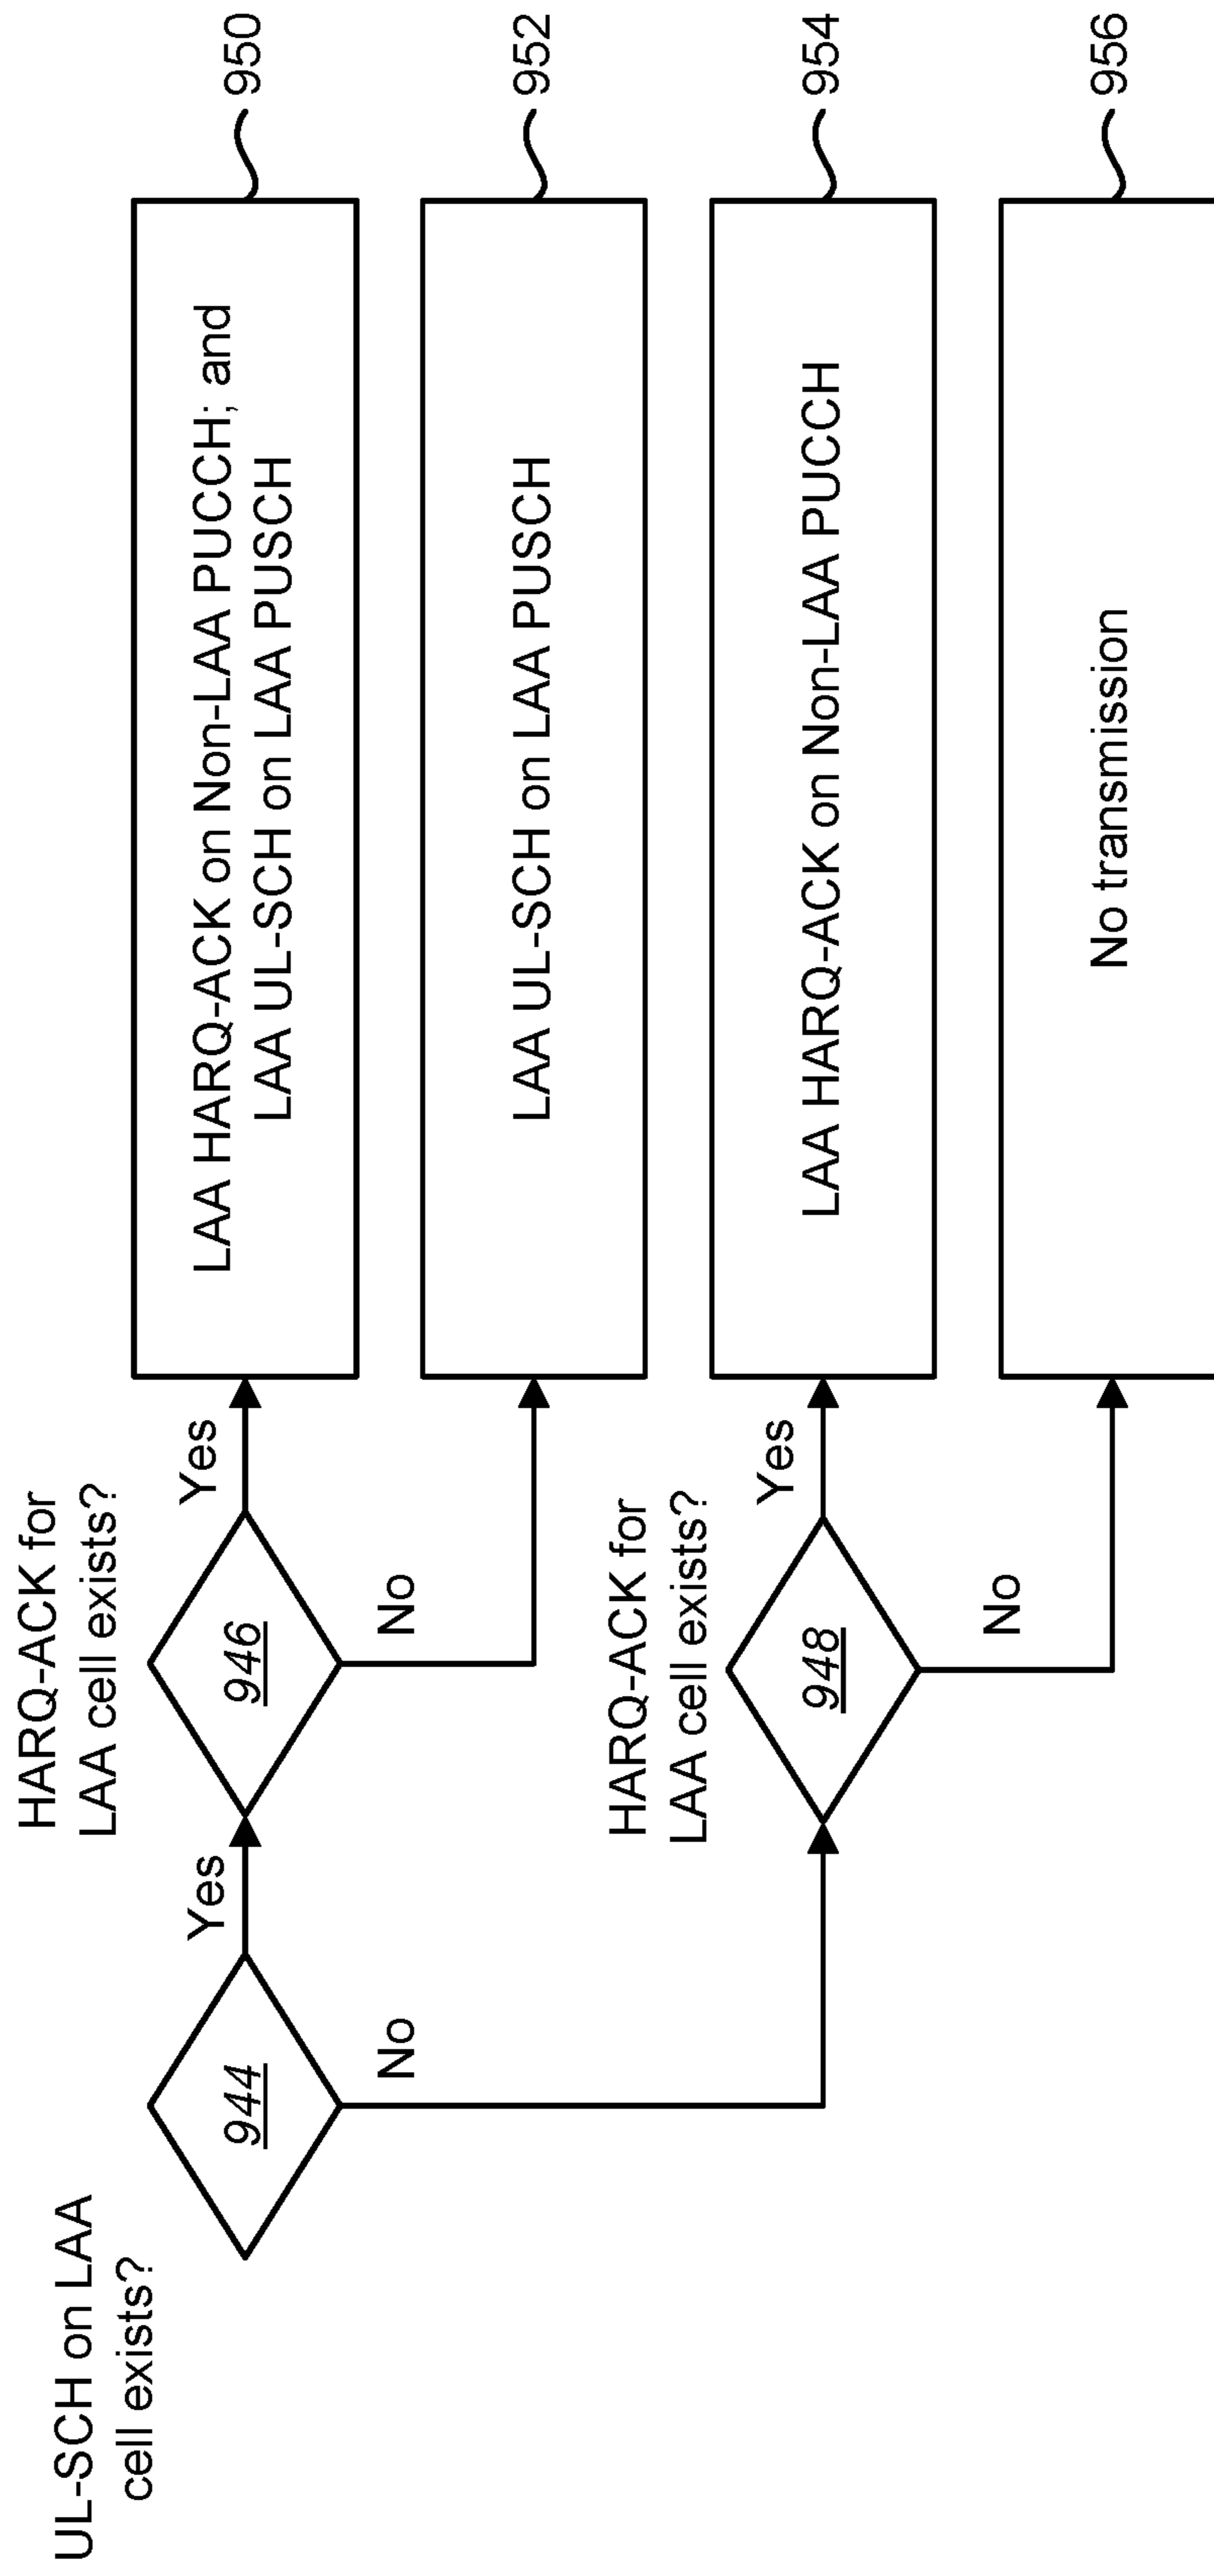 UL-SCH on LAA
cell exists?
944
Yes
No
HARQ-ACK for
LAA cell exists?
946
Yes
No
LAA HARQ-ACK on Non-LAA PUCCH; and
LAA UL-SCH on LAA PUSCH
950
LAA UL-SCH on LAA PUSCH
952
HARQ-ACK for
LAA cell exists?
948
Yes
No
LAA HARQ-ACK on Non-LAA PUCCH
954
No transmission
956